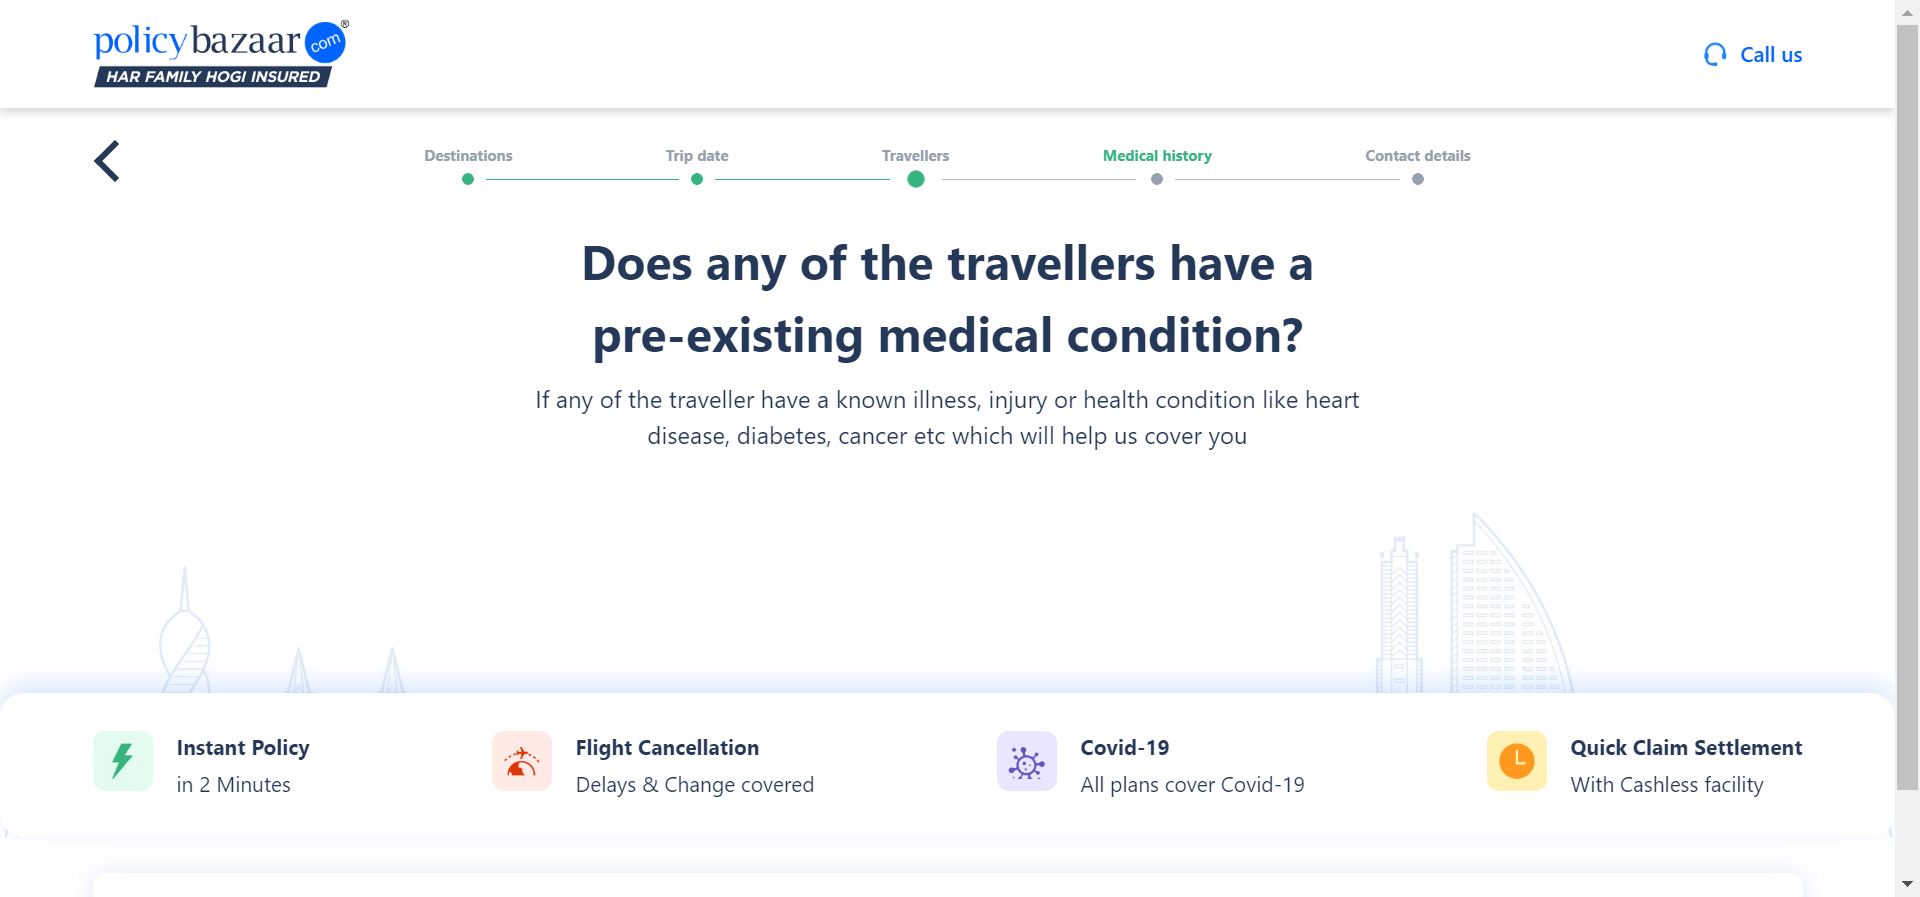 policybazaar com®
HAR FAMILY HOGI INSURED
Call us
Destinations
Trip date
Travellers
Medical history
Contact details
Does any of the travellers have a
pre-existing medical condition?
If any of the traveller have a known illness, injury or health condition like heart
disease, diabetes, cancer etc which will help us cover you
Instant Policy
in 2 Minutes
Flight Cancellation
Delays & Change covered
Covid-19
All plans cover Covid-19
Quick Claim Settlement
With Cashless facility